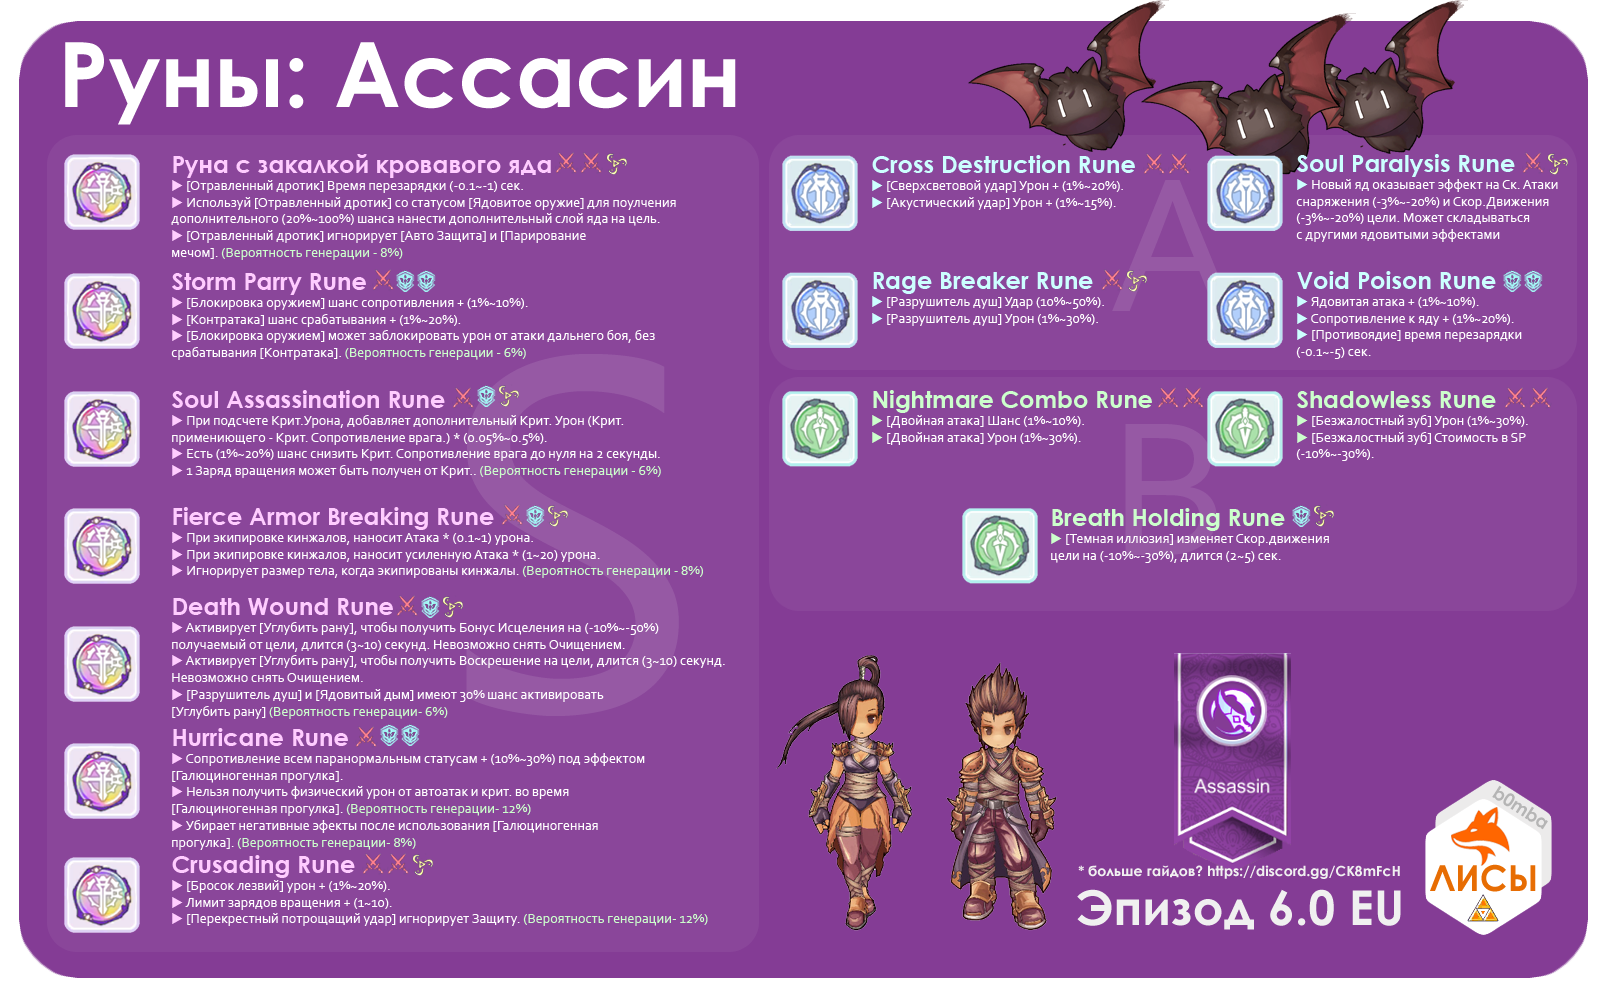 Руны: Ассасин
S
Руна с закалкой кровавого яда
▶ [Отравленный дротик] Время перезарядки (-0.1~-1) сек.
▶ Используй [Отравленный дротик] со статусом [Ядовитое оружие] для поулчения
дополнительного (20%~100%) шанса нанести дополнительный слой яда на цель.
▶ [Отравленный дротик] игнорирует [Авто Защита] и [Парирование
мечом]. (Вероятность генерации - 8%)
Storm Parry Rune
▶ [Блокировка оружием] шанс сопротивления + (1%~10%).
▶ [Контратака] шанс срабатывания + (1%~20%).
▶ [Блокировка оружием] может заблокировать урон от атаки дальнего боя, без
срабатывания [Контратака]. (Вероятность генерации - 6%)
Soul Assassination Rune
▶ При подсчете Крит.Урона, добавляет дополнительный Крит. Урон (Крит.
примениющего - Крит. Сопротивление врага.) * (0.05%~0.5%).
▶ Есть (1%~20%) шанс снизить Крит. Сопротивление врага до нуля на 2 секунды.
▶ 1 Заряд вращения может быть получен от Крит.. (Вероятность генерации - 6%)
Fierce Armor Breaking Rune
▶ При экипировке кинжалов, наносит Атака * (0.1~1) урона.
▶ При экипировке кинжалов, наносит усиленную Атака * (1~20) урона.
▶ Игнорирует размер тела, когда экипированы кинжалы. (Вероятность генерации - 8%)
Death Wound Rune
▶ Активирует [Углубить рану], чтобы получить Бонус Исцеления на (-10%~-50%)
получаемый от цели, длится (3~10) секунд. Невозможно снять Очищением.
▶ Активирует [Углубить рану], чтобы получить Воскрешение на цели, длится (3~10) секунд.
Невозможно снять Очищением.
▶ [Разрушитель душ] и [Ядовитый дым] имеют 30% шанс активировать
[Углубить рану] (Вероятность генерации- 6%)
Hurricane Rune
▶ Сопротивление всем паранормальным статусам + (10%~30%) под эффектом
[Галюциногенная прогулка].
▶ Нельзя получить физический урон от автоатак и крит. во время
[Галюциногенная прогулка]. (Вероятность генерации- 12%)
▶ Убирает негативные эфекты после использования [Галюциногенная
прогулка]. (Вероятность генерации- 8%)
Crusading Rune
▶ [Бросок лезвий] урон + (1%~20%).
▶ Лимит зарядов вращения + (1~10).
▶ [Перекрестный потрощащий удар] игнорирует Защиту. (Вероятность генерации- 12%)
A
Cross Destruction Rune
▶ [Сверхсветовой удар] Урон + (1%~20%).
▶ [Акустический удар] Урон + (1%~15%).
Soul Paralysis Rune
▶ Новый яд оказывает эффект на Ск. Атаки
снаряжения (-3%~-20%) и Скор.Движения
(-3%~-20%) цели. Может складываться
с другими ядовитыми эффектами
Rage Breaker Rune
▶ [Разрушитель душ] Удар (10%~50%).
▶ [Разрушитель душ] Урон (1%~30%).
Void Poison Rune
▶ Ядовитая атака + (1%~10%).
▶ Сопротивление к яду + (1%~20%).
▶ [Противоядие] время перезарядки
(-0.1~-5) сек.
B
Nightmare Combo Rune
▶ [Двойная атака] Шанс (1%~10%).
▶ [Двойная атака] Урон (1%~30%).
Shadowless Rune
▶ [Безжалостный зуб] Урон (1%~30%).
▶ [Безжалостный зуб] Стоимость в SP
(-10%~-30%).
Breath Holding Rune
▶ [Темная иллюзия] изменяет Скор.движения
цели на (-10%~-30%), длится (2~5) сек.
Assassin
* больше гайдов? https://discord.gg/CK8mFcH
Эпизод 6.0 EU
b0mba
ЛИСЫ